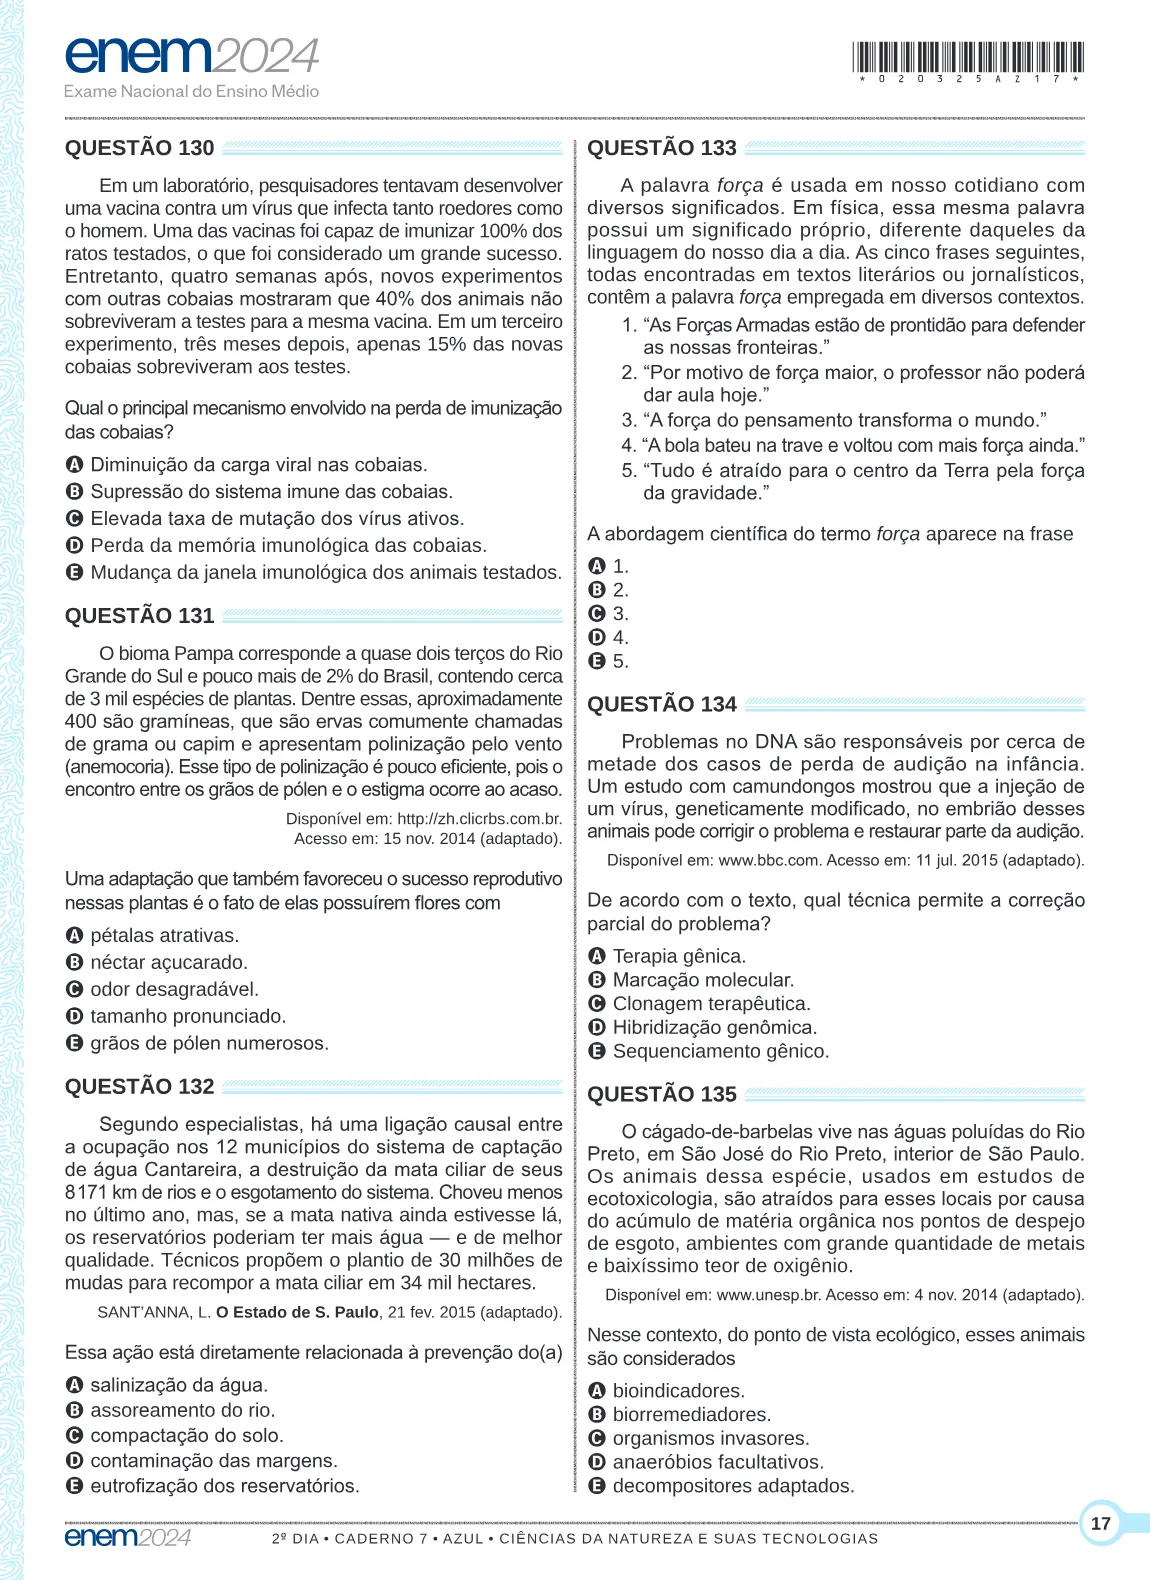 enem2024
Exame Nacional do Ensino Médio
*020325AZ17*
QUESTÃO 130
Em um laboratório, pesquisadores tentavam desenvolver
uma vacina contra um vírus que infecta tanto roedores como
o homem. Uma das vacinas foi capaz de imunizar 100% dos
ratos testados, o que foi considerado um grande sucesso.
Entretanto, quatro semanas após, novos experimentos
com outras cobaias mostraram que 40% dos animais não
sobreviveram a testes para a mesma vacina. Em um terceiro
experimento, três meses depois, apenas 15% das novas
cobaias sobreviveram aos testes.
Qual o principal mecanismo envolvido na perda de imunização
das cobaias?
A Diminuição da carga viral nas cobaias.
B Supressão do sistema imune das cobaias.
C Elevada taxa de mutação dos vírus ativos.
D Perda da memória imunológica das cobaias.
E Mudança da janela imunológica dos animais testados.
QUESTÃO 131
O bioma Pampa corresponde a quase dois terços do Rio
Grande do Sul e pouco mais de 2% do Brasil, contendo cerca
de 3 mil espécies de plantas. Dentre essas, aproximadamente
400 são gramíneas, que são ervas comumente chamadas
de grama ou capim e apresentam polinização pelo vento
(anemocoria). Esse tipo de polinização é pouco eficiente, pois o
encontro entre os grãos de pólen e o estigma ocorre ao acaso.
Disponível em: http://zh.clicrbs.com.br.
Acesso em: 15 nov. 2014 (adaptado).
Uma adaptação que também favoreceu o sucesso reprodutivo
nessas plantas é o fato de elas possuírem flores com
A pétalas atrativas.
B néctar açucarado.
C odor desagradável.
D tamanho pronunciado.
E grãos de pólen numerosos.
QUESTÃO 132
Segundo especialistas, há uma ligação causal entre
a ocupação nos 12 municípios do sistema de captação
de água Cantareira, a destruição da mata ciliar de seus
8 171 km de rios e o esgotamento do sistema. Choveu menos
no último ano, mas, se a mata nativa ainda estivesse lá,
os reservatórios poderiam ter mais água — e de melhor
qualidade. Técnicos propõem o plantio de 30 milhões de
mudas para recompor a mata ciliar em 34 mil hectares.
SANT'ANNA, L. O Estado de S. Paulo, 21 fev. 2015 (adaptado).
Essa ação está diretamente relacionada à prevenção do(a)
A salinização da água.
B assoreamento do rio.
C compactação do solo.
D contaminação das margens.
E eutrofização dos reservatórios.
QUESTÃO 133
A palavra força é usada em nosso cotidiano com
diversos significados. Em física, essa mesma palavra
possui um significado próprio, diferente daqueles da
linguagem do nosso dia a dia. As cinco frases seguintes,
todas encontradas em textos literários ou jornalísticos,
contêm a palavra força empregada em diversos contextos.
1. “As Forças Armadas estão de prontidão para defender
as nossas fronteiras.”
2. “Por motivo de força maior, o professor não poderá
dar aula hoje.”
3. “A força do pensamento transforma o mundo.”
4. “A bola bateu na trave e voltou com mais força ainda.”
5. “Tudo é atraído para o centro da Terra pela força
da gravidade.”
A abordagem científica do termo força aparece na frase
A 1.
B 2.
C 3.
D 4.
E 5.
QUESTÃO 134
Problemas no DNA são responsáveis por cerca de
metade dos casos de perda de audição na infância.
Um estudo com camundongos mostrou que a injeção de
um vírus, geneticamente modificado, no embrião desses
animais pode corrigir o problema e restaurar parte da audição.
Disponível em: www.bbc.com. Acesso em: 11 jul. 2015 (adaptado).
De acordo com o texto, qual técnica permite a correção
parcial do problema?
A Terapia gênica.
B Marcação molecular.
C Clonagem terapêutica.
D Hibridização genômica.
E Sequenciamento gênico.
QUESTÃO 135
O cágado-de-barbelas vive nas águas poluídas do Rio
Preto, em São José do Rio Preto, interior de São Paulo.
Os animais dessa espécie, usados em estudos de
ecotoxicologia, são atraídos para esses locais por causa
do acúmulo de matéria orgânica nos pontos de despejo
de esgoto, ambientes com grande quantidade de metais
e baixíssimo teor de oxigênio.
Disponível em: www.unesp.br. Acesso em: 4 nov. 2014 (adaptado).
Nesse contexto, do ponto de vista ecológico, esses animais
são considerados
A bioindicadores.
B biorremediadores.
C organismos invasores.
D anaeróbios facultativos.
E decompositores adaptados.
enem2024
2º DIA • CADERNO 7 • AZUL • CIÊNCIAS DA NATUREZA E SUAS TECNOLOGIAS
17